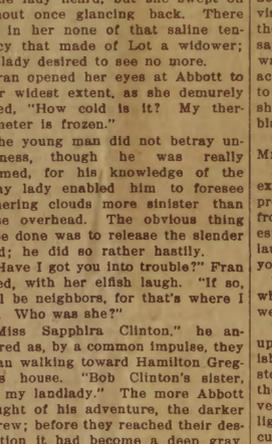 but she swept on
out once glancing back. There
in her none of that saline ten-
cy that made of Lot a widower;
lady desired to see no more.
ran opened her eyes at Abbott to
r widest extent, as she demurely
ed, "How cold is it? My ther-
meter is frozen."
he young man did not betray un-
ness, though he was really
med, for his knowledge of the
ny lady enabled him to foresee
hering clouds more sinister than
se overhead. The obvious thing
e done was to release the slender
d; he did so rather hastily.
Have I got you into trouble?" Fran
ed, with her elfish laugh. "If so,
l be neighbors, for that's where I
. Who was she?"
Miss Sapphira Clinton," he an-
red as, by a common impulse, they
an walking toward Hamilton Greg-
s house. "Bob Clinton's sister,
my landlady." The more Abbott
ught of his adventure, the darker
rew; before they reached their des-
tion it had become a deep gray